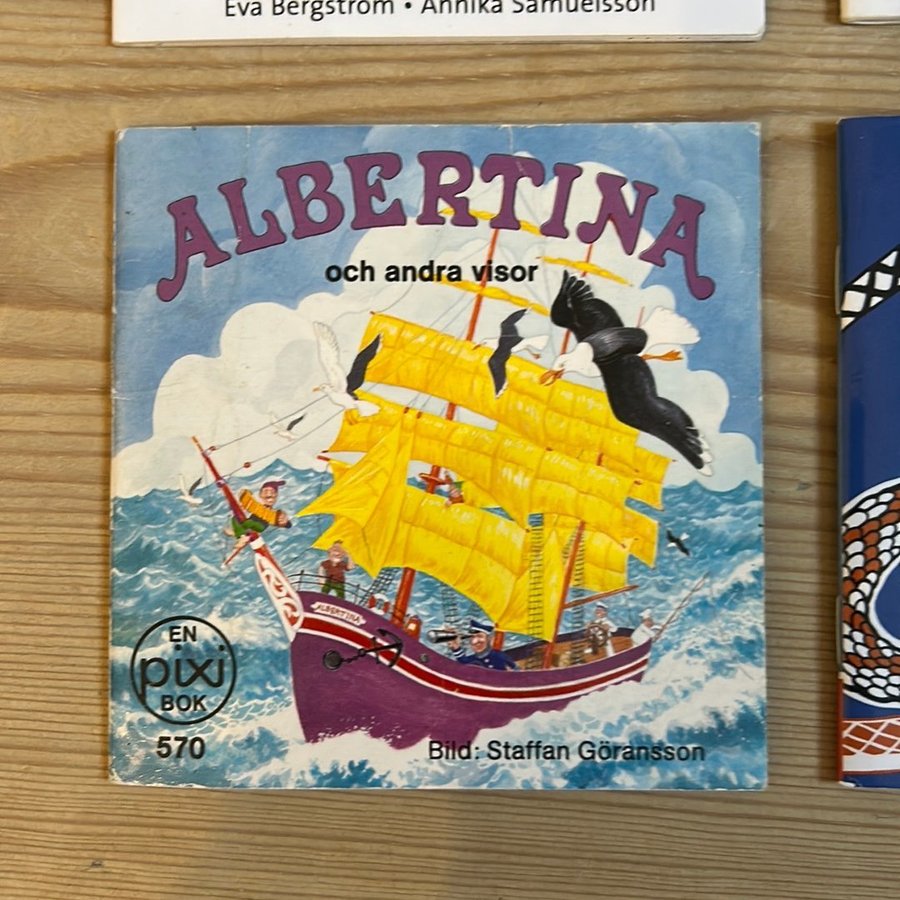 Eva Bergström • Annika Samuelsson
ALBERTINA
och andra visor
ALBERTINA
EN
pixi
BOK
570
Bild: Staffan Göransson